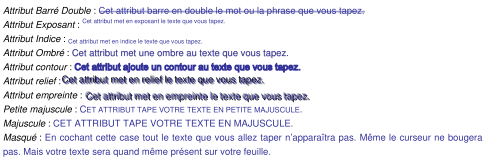 Attribut Barré Double : Cet attribut barre en double le mot ou la phrase que vous tapez.
Attribut Exposant : Cet attribut met en exposant le texte que vous tapez.
Attribut Indice : Cet attribut met en indice le texte que vous tapez.
Attribut Ombré : Cet attribut met une ombre au texte que vous tapez.
Attribut contour : Cet attribut ajoute un contour au texte que vous tapez.
Attribut relief : Cet attribut met en relief le texte que vous tapez.
Attribut empreinte : Cet attribut met en empreinte le texte que vous tapez.
Petite majuscule : CET ATTRIBUT TAPE VOTRE TEXTE EN PETITE MAJUSCULE.
Majuscule : CET ATTRIBUT TAPE VOTRE TEXTE EN MAJUSCULE.
Masqué : En cochant cette case tout le texte que vous allez taper n'apparaîtra pas. Même le curseur ne bougera
pas. Mais votre texte sera quand même présent sur votre feuille.